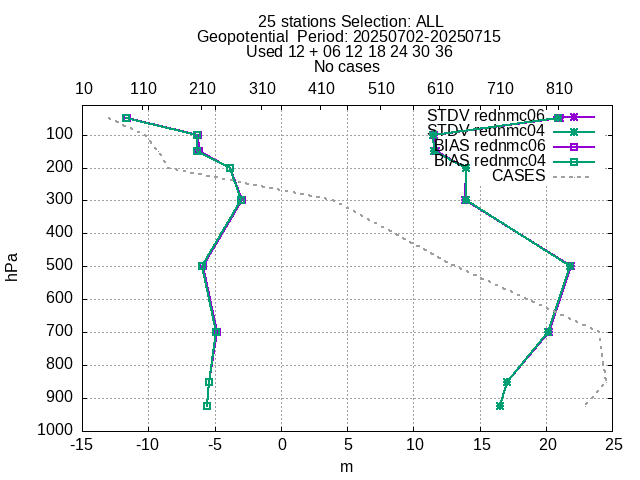 25 stations Selection: ALL
Geopotential  Period: 20250702-20250715
Used 12 + 06 12 18 24 30 36
No cases
10 110 210 310 410 510 610 710 810
STDV rednmc06
STDV rednmc04
BIAS rednmc06
BIAS rednmc04
CASES
100
200
300
400
500
600
700
800
900
1000
hPa
-15 -10 -5 0 5 10 15 20 25
m